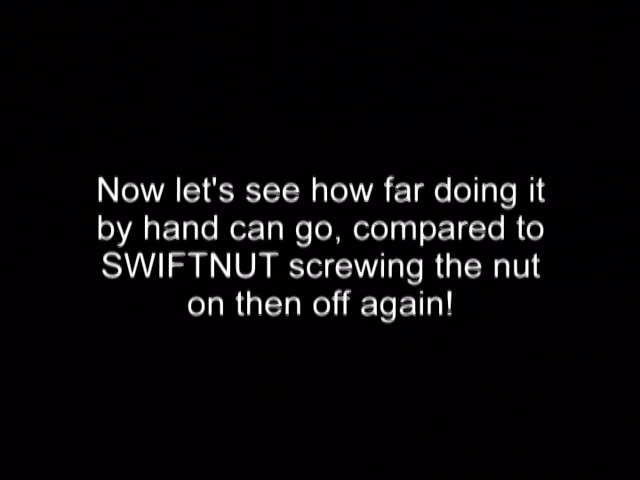 Now let's see how far doing it
by hand can go, compared to
SWIFTNUT screwing the nut
on then off again!